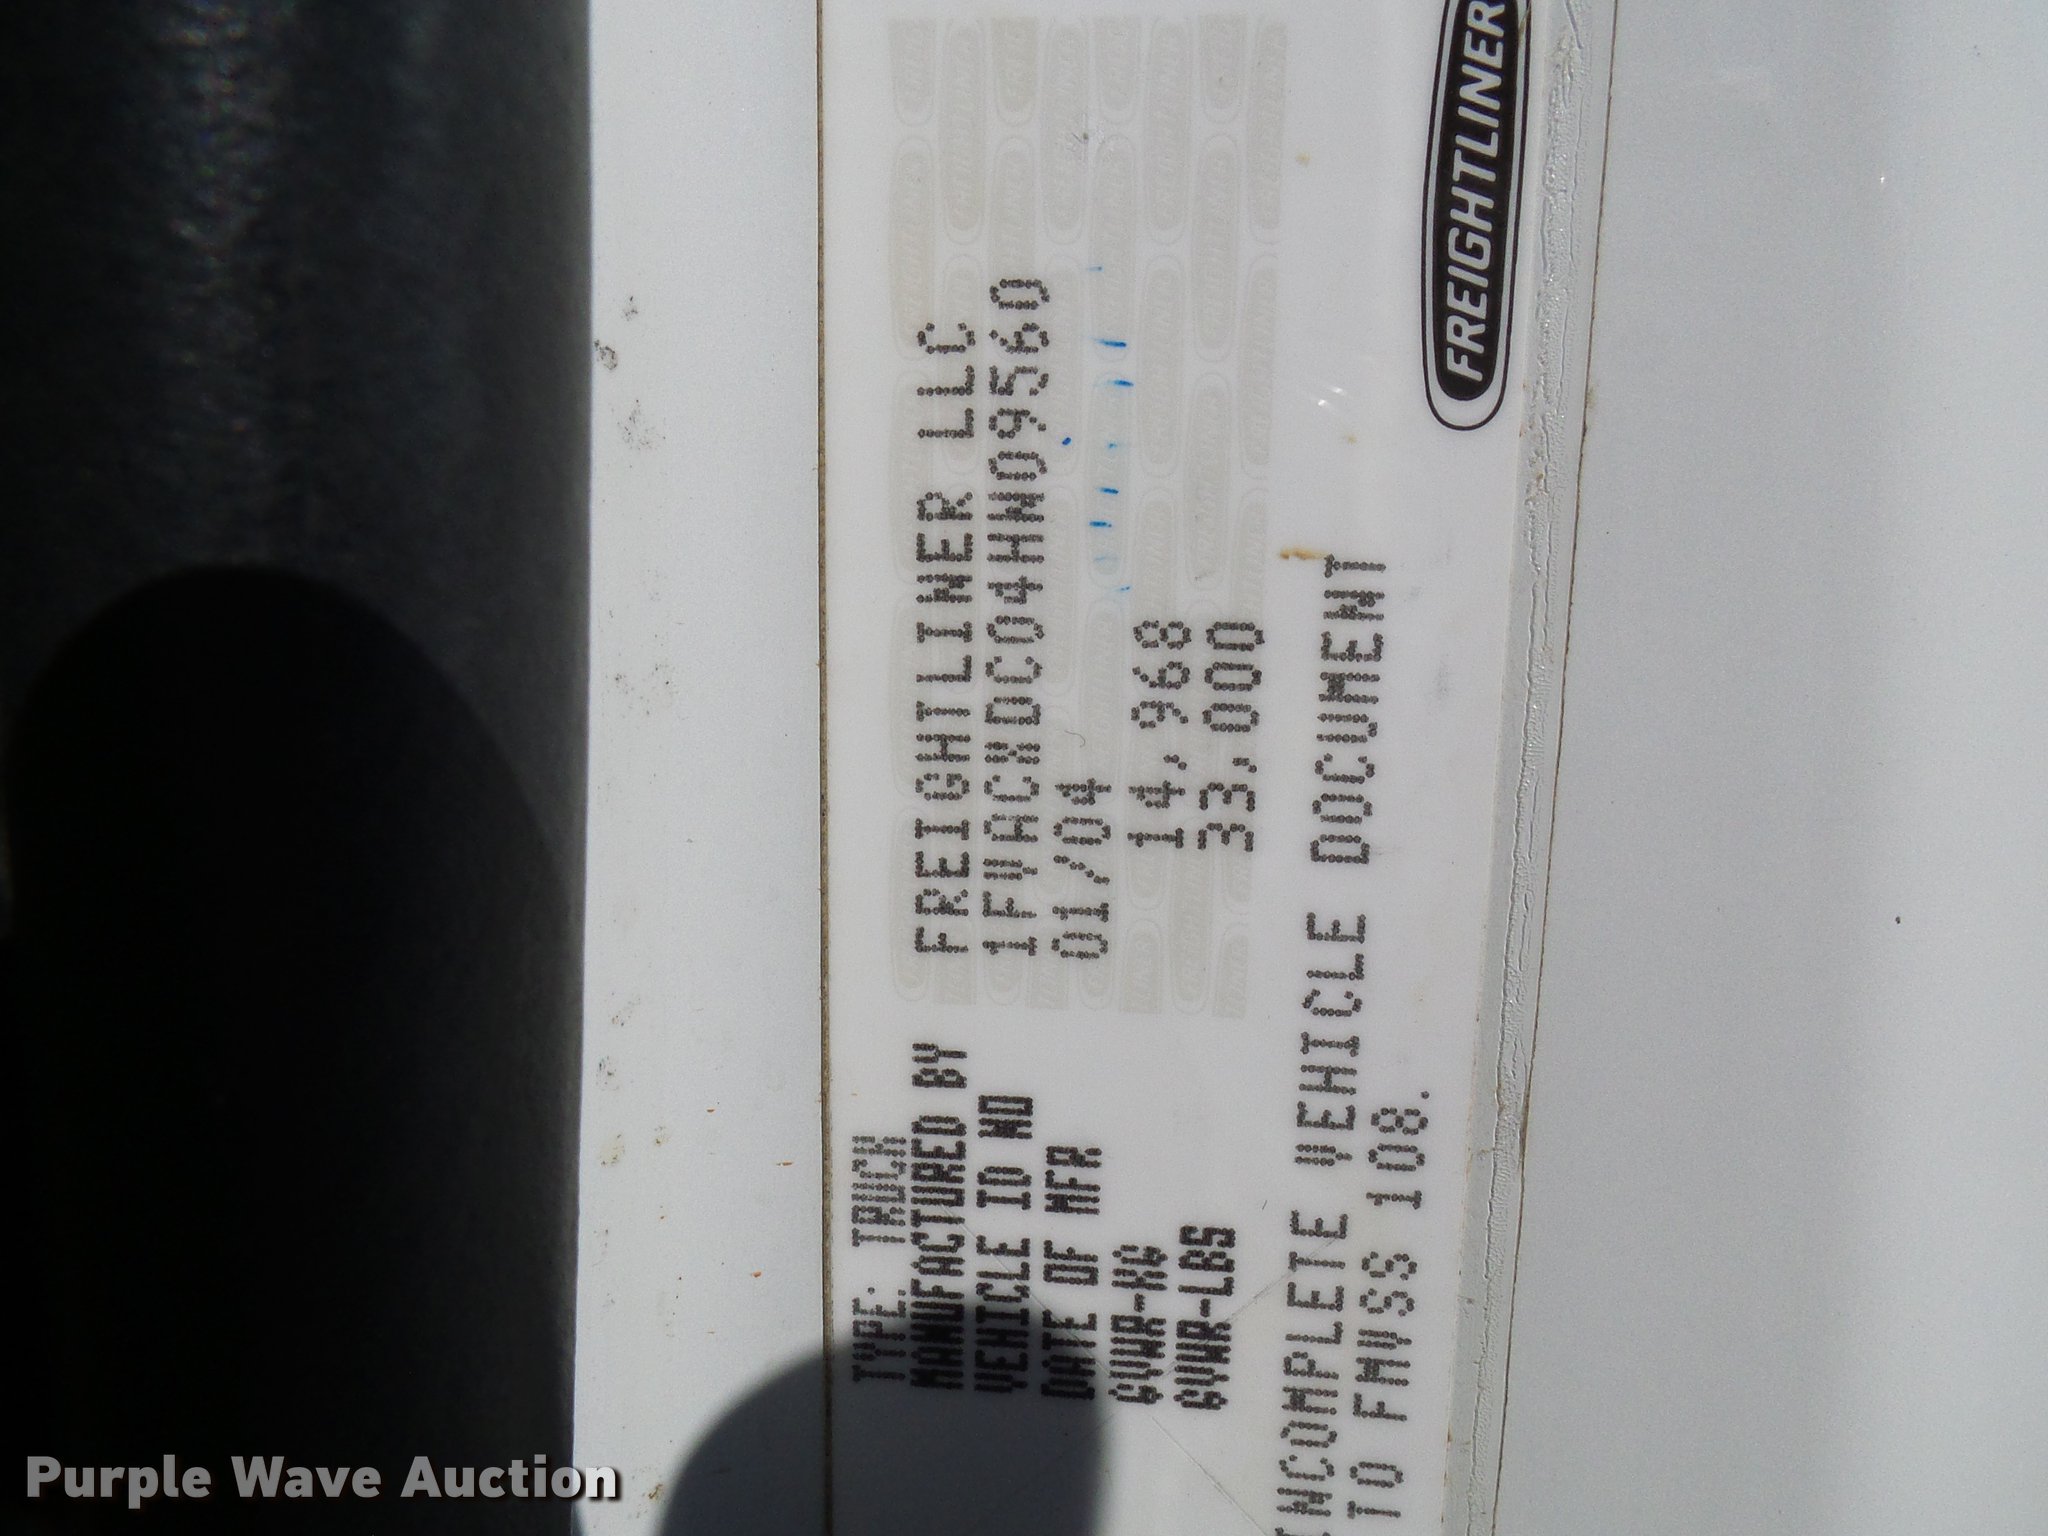 FREIGHTLINER
TYPE: TRUCK
MANUFACTURED BY FREIGHTLINER LLC
VEHICLE ID NO 1FVACXDC04HN09560
DATE OF MFR 01/04
GVWR-KG 14,968
GVWR-LBS 33,000
INCOMPLETE VEHICLE DOCUMENT
TO FMVSS 108.
Purple Wave Auction